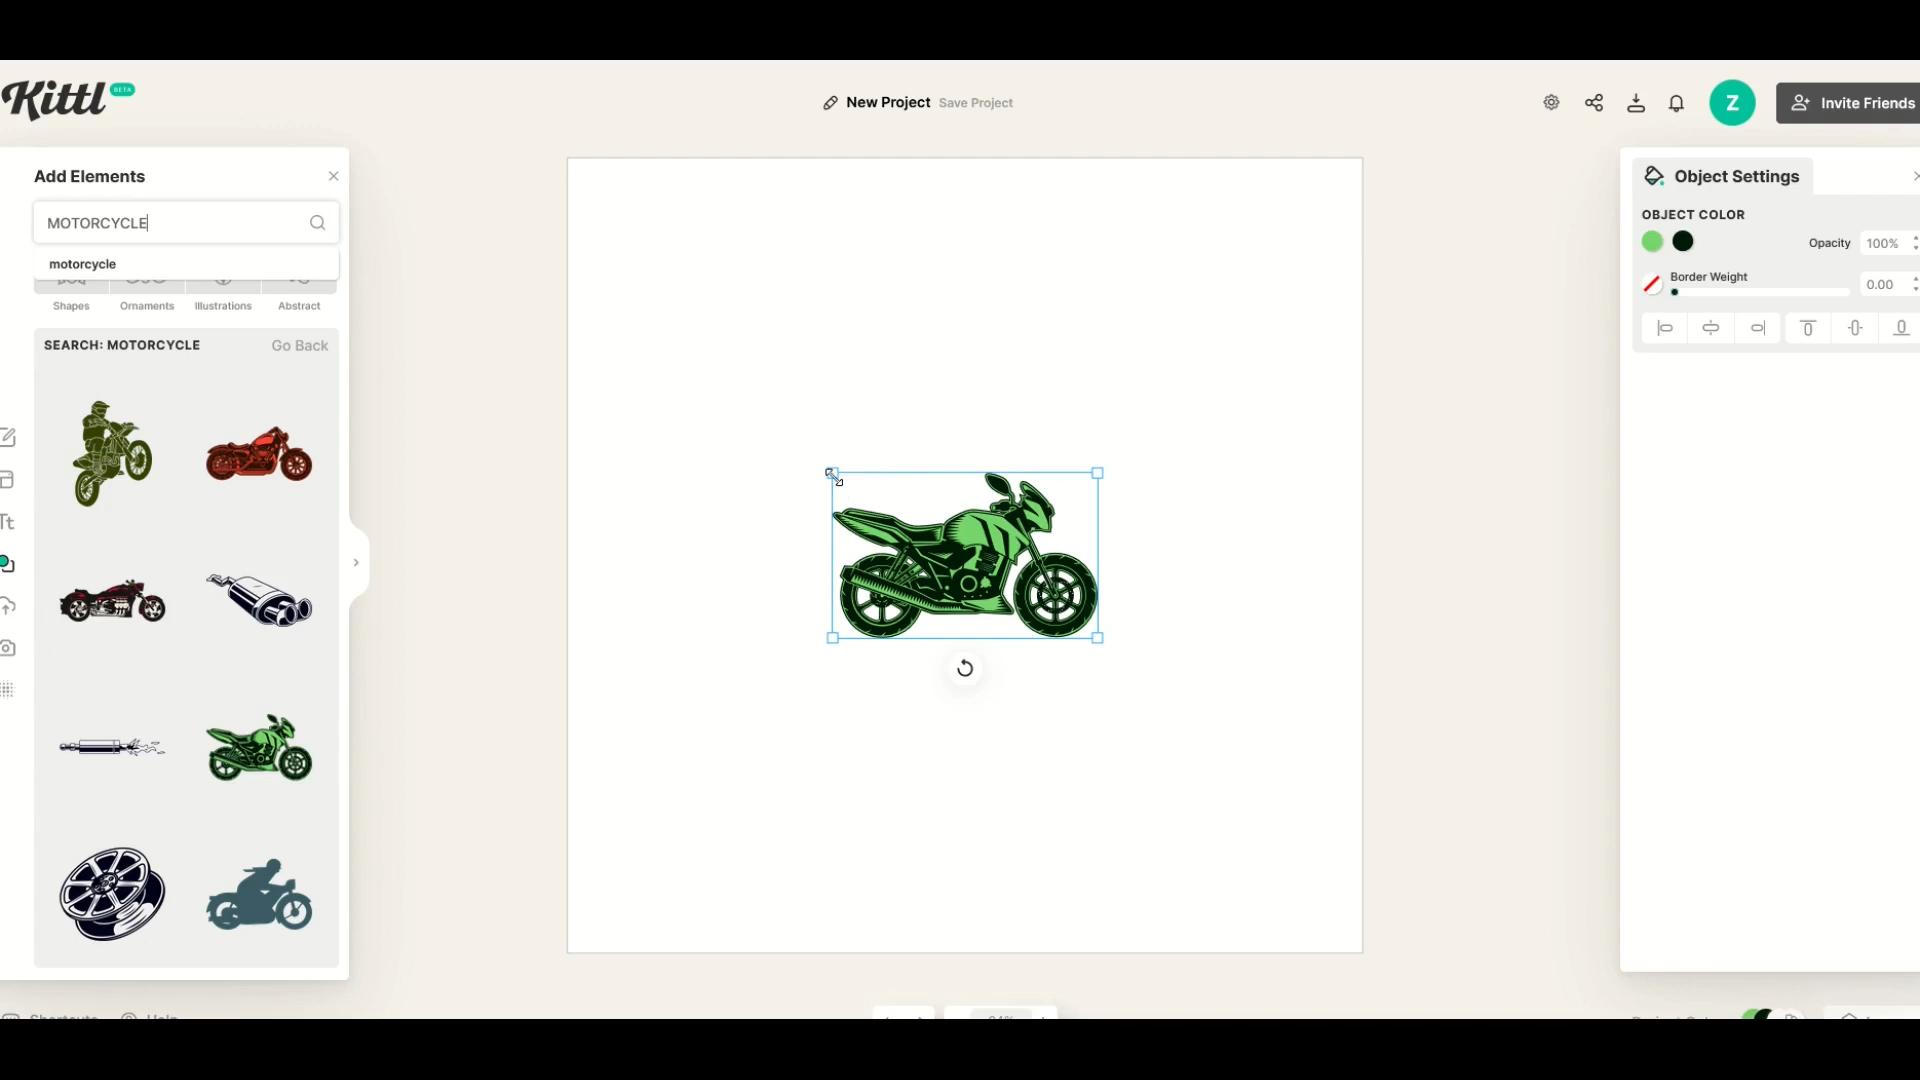 Kittl BETA
New Project Save Project
Z
Invite Friends
Add Elements
MOTORCYCLE
motorcycle
Shapes Ornaments Illustrations Abstract
SEARCH: MOTORCYCLE Go Back
Tt
Object Settings
OBJECT COLOR
Opacity 100%
Border Weight
0.00